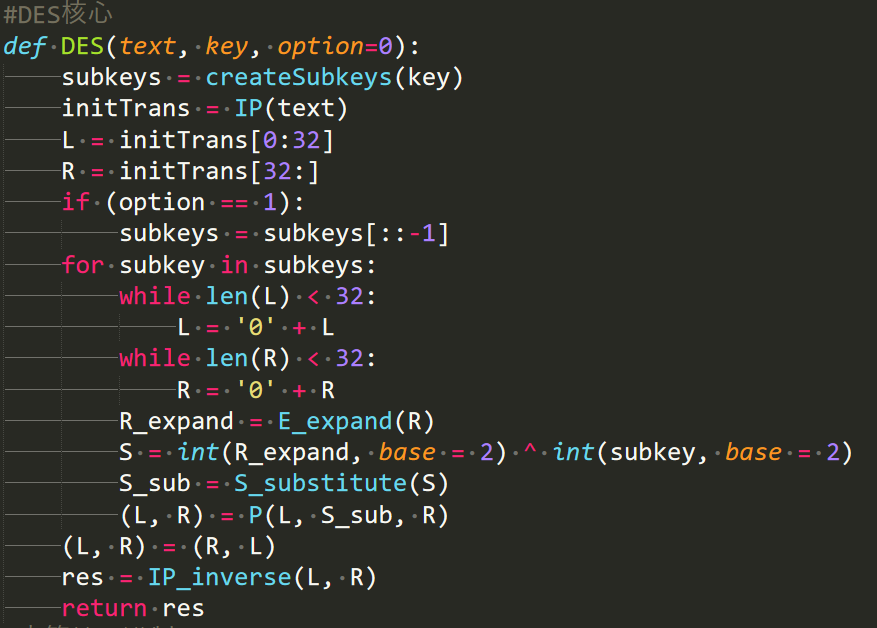 #DES核心
def DES(text, key, option=0):
    subkeys = createSubkeys(key)
    initTrans = IP(text)
    L = initTrans[0:32]
    R = initTrans[32:]
    if (option == 1):
        subkeys = subkeys[::-1]
    for subkey in subkeys:
        while len(L) < 32:
            L = '0' + L
        while len(R) < 32:
            R = '0' + R
        R_expand = E_expand(R)
        S = int(R_expand, base = 2) ^ int(subkey, base = 2)
        S_sub = S_substitute(S)
        (L, R) = P(L, S_sub, R)
    (L, R) = (R, L)
    res = IP_inverse(L, R)
    return res